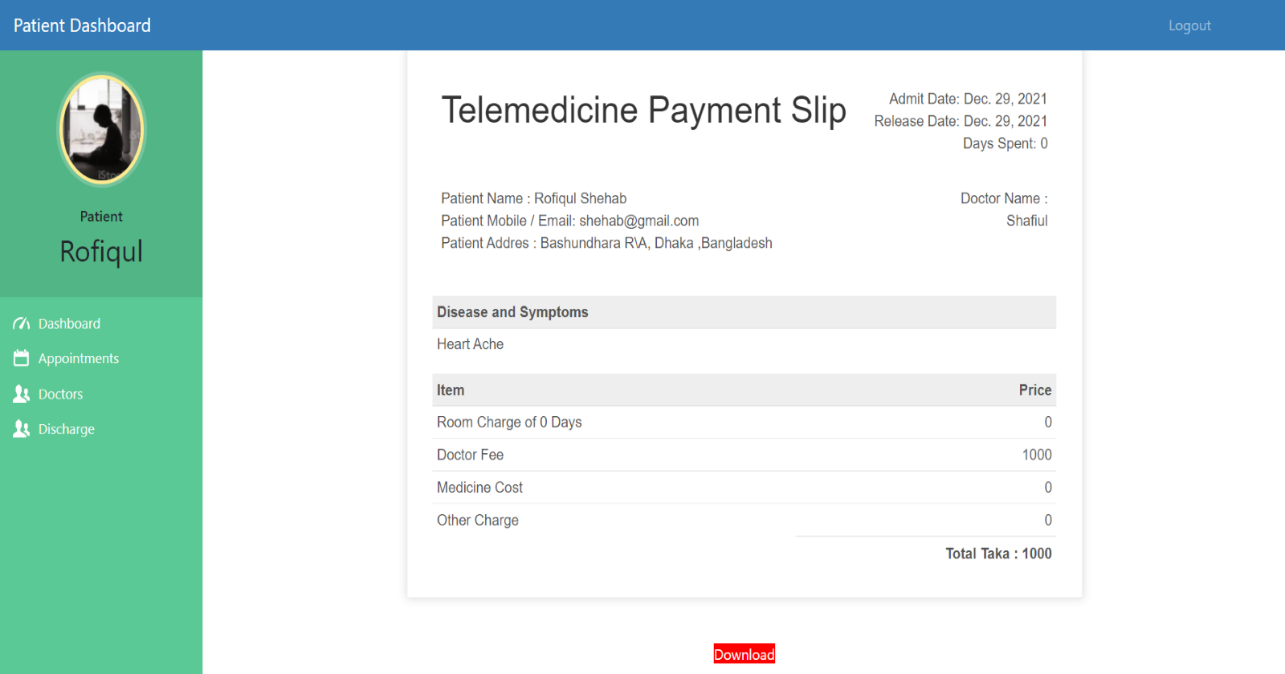 Patient Dashboard
Logout
Patient
Rofiqul
Dashboard
Appointments
Doctors
Discharge
Telemedicine Payment Slip
Admit Date: Dec. 29, 2021
Release Date: Dec. 29, 2021
Days Spent: 0
Patient Name : Rofiqul Shehab
Patient Mobile / Email: shehab@gmail.com
Patient Addres : Bashundhara R\A, Dhaka ,Bangladesh
Doctor Name :
Shafiul
Disease and Symptoms
Heart Ache
Item Price
Room Charge of 0 Days 0
Doctor Fee 1000
Medicine Cost 0
Other Charge 0
Total Taka : 1000
Download